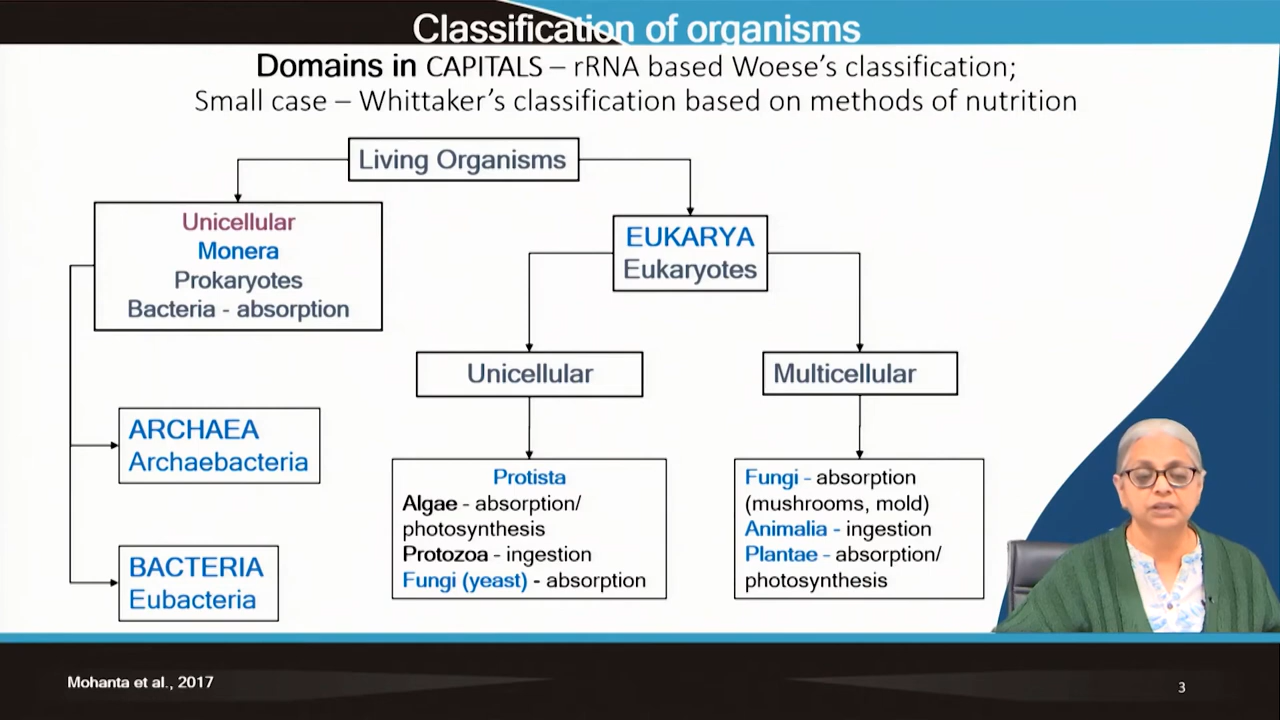 Classification of organisms
Domains in CAPITALS – rRNA based Woese's classification;
Small case – Whittaker's classification based on methods of nutrition
Living Organisms
Unicellular
Monera
Prokaryotes
Bacteria - absorption
EUKARYA
Eukaryotes
Unicellular
Multicellular
ARCHAEA
Archaebacteria
BACTERIA
Eubacteria
Protista
Algae - absorption/
photosynthesis
Protozoa - ingestion
Fungi (yeast) - absorption
Fungi - absorption
(mushrooms, mold)
Animalia - ingestion
Plantae - absorption/
photosynthesis
Mohanta et al., 2017
3